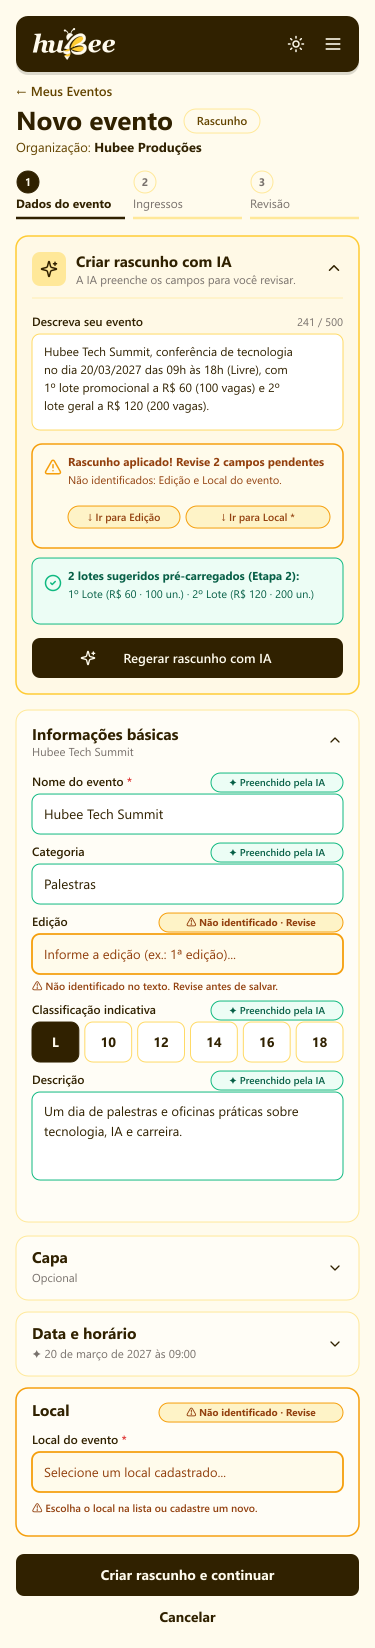 huBee
← Meus Eventos
Novo evento
Rascunho
Organização: Hubee Produções
1
2
3
Dados do evento
Ingressos
Revisão
Criar rascunho com IA
A IA preenche os campos para você revisar.
Descreva seu evento
241 / 500
Hubee Tech Summit, conferência de tecnologia
no dia 20/03/2027 das 09h às 18h (Livre), com
1º lote promocional a R$ 60 (100 vagas) e 2º
lote geral a R$ 120 (200 vagas).
Rascunho aplicado! Revise 2 campos pendentes
Não identificados: Edição e Local do evento.
↓ Ir para Edição
↓ Ir para Local *
2 lotes sugeridos pré-carregados (Etapa 2):
1º Lote (R$ 60 · 100 un.) · 2º Lote (R$ 120 · 200 un.)
Regerar rascunho com IA
Informações básicas
Hubee Tech Summit
Nome do evento *
✦ Preenchido pela IA
Hubee Tech Summit
Categoria
✦ Preenchido pela IA
Palestras
Edição
⚠ Não identificado · Revise
Informe a edição (ex.: 1ª edição)...
⚠ Não identificado no texto. Revise antes de salvar.
Classificação indicativa
✦ Preenchido pela IA
L
10
12
14
16
18
Descrição
✦ Preenchido pela IA
Um dia de palestras e oficinas práticas sobre
tecnologia, IA e carreira.
Capa
Opcional
Data e horário
✦ 20 de março de 2027 às 09:00
Local
⚠ Não identificado · Revise
Local do evento *
Selecione um local cadastrado...
⚠ Escolha o local na lista ou cadastre um novo.
Criar rascunho e continuar
Cancelar